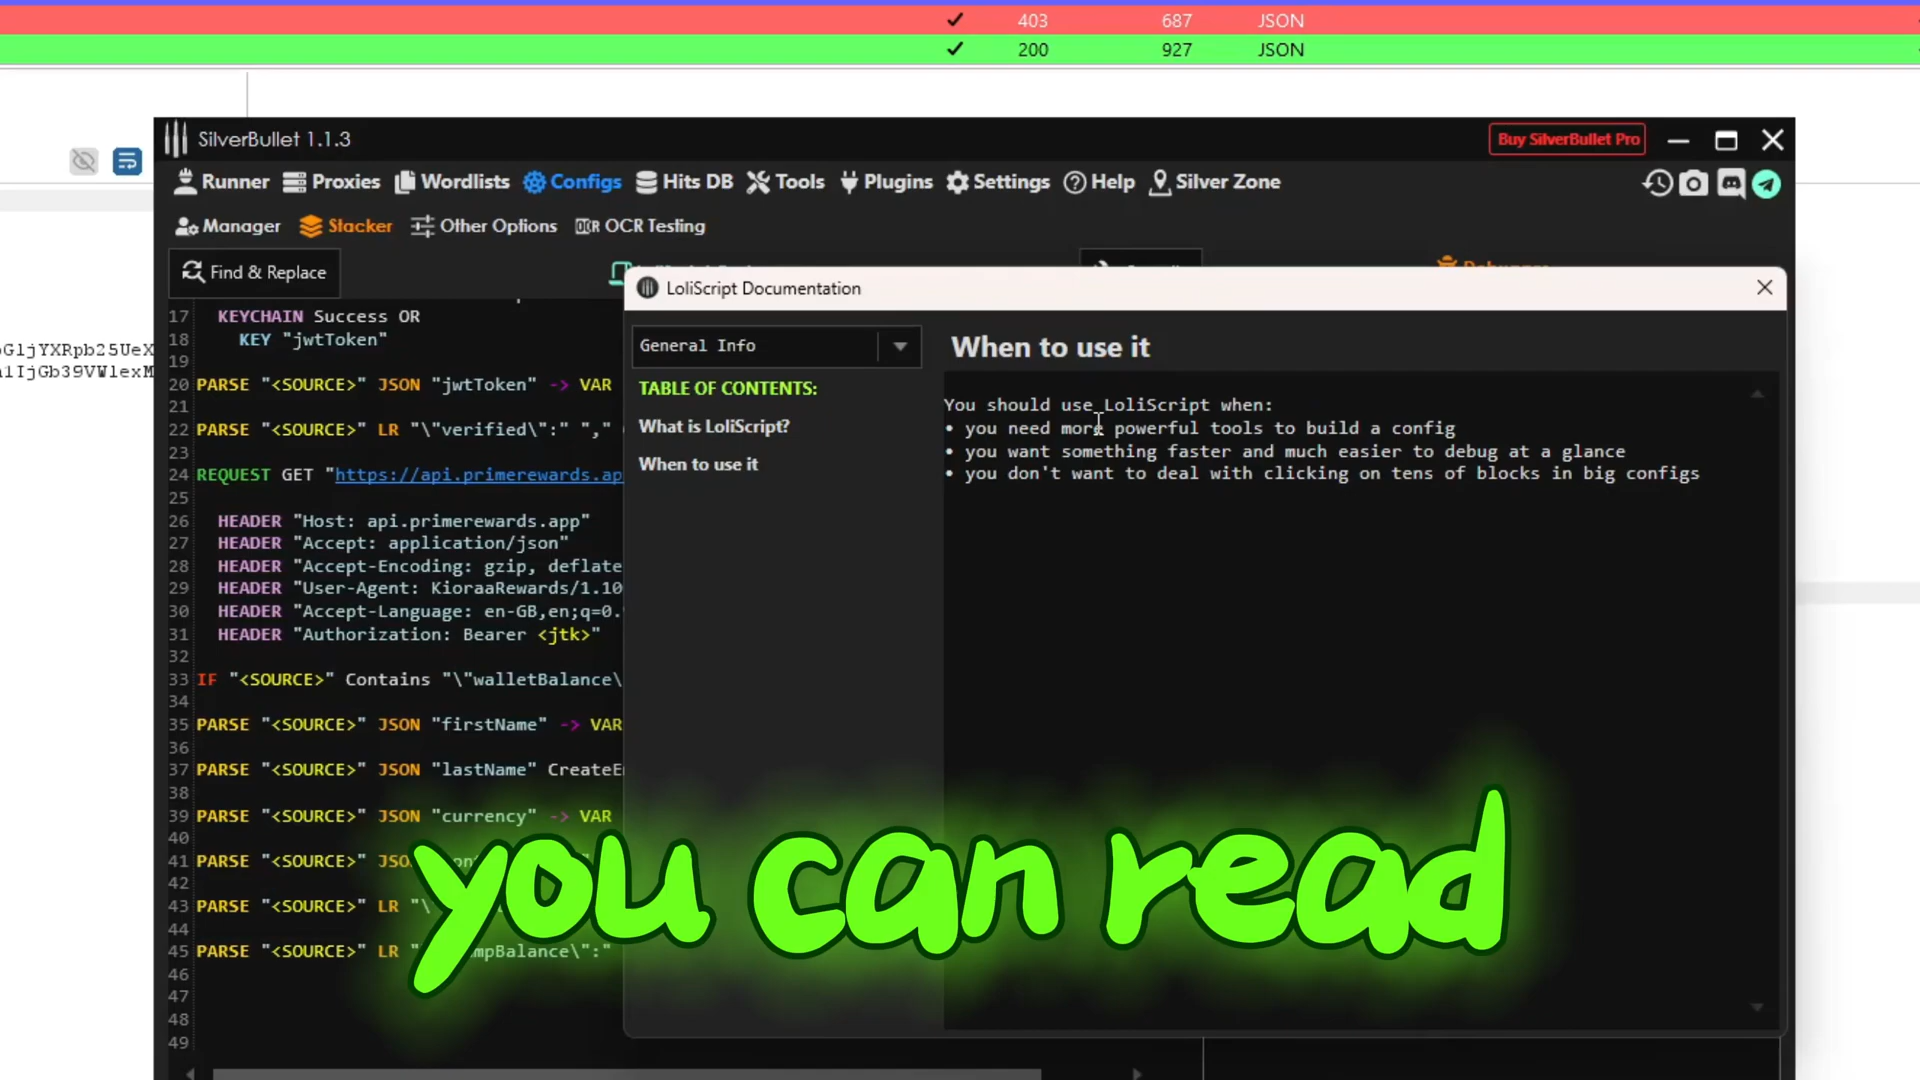 403 687 JSON
200 927 JSON
SilverBullet 1.1.3
Buy SilverBullet Pro
Runner Proxies Wordlists Configs Hits DB Tools Plugins Settings Help Silver Zone
Manager Stacker Other Options OCR OCR Testing
Find & Replace
LoliScript Documentation
17 KEYCHAIN Success OR
18 KEY "jwtToken"
19
20 PARSE "<SOURCE>" JSON "jwtToken" -> VAR
21
22 PARSE "<SOURCE>" LR "\"verified\":" ","
24 REQUEST GET "https://api.primerewards.ap
25
26 HEADER "Host: api.primerewards.app"
27 HEADER "Accept: application/json"
28 HEADER "Accept-Encoding: gzip, deflate
29 HEADER "User-Agent: KioraaRewards/1.10
30 HEADER "Accept-Language: en-GB,en;q=0.
31 HEADER "Authorization: Bearer <jtk>"
32
33 IF "<SOURCE>" Contains "\"walletBalance\
34
35 PARSE "<SOURCE>" JSON "firstName" -> VAR
36
37 PARSE "<SOURCE>" JSON "lastName" CreateE
38
39 PARSE "<SOURCE>" JSON "currency" -> VAR
40
41 PARSE "<SOURCE>"
42
43 PARSE "<SOURCE>" LR "\
44
45 PARSE "<SOURCE>" LR mpBalance\":"
46
47
48
49
General Info
TABLE OF CONTENTS:
What is LoliScript?
When to use it
When to use it
You should use LoliScript when:
• you need more powerful tools to build a config
• you want something faster and much easier to debug at a glance
• you don't want to deal with clicking on tens of blocks in big configs
you can read